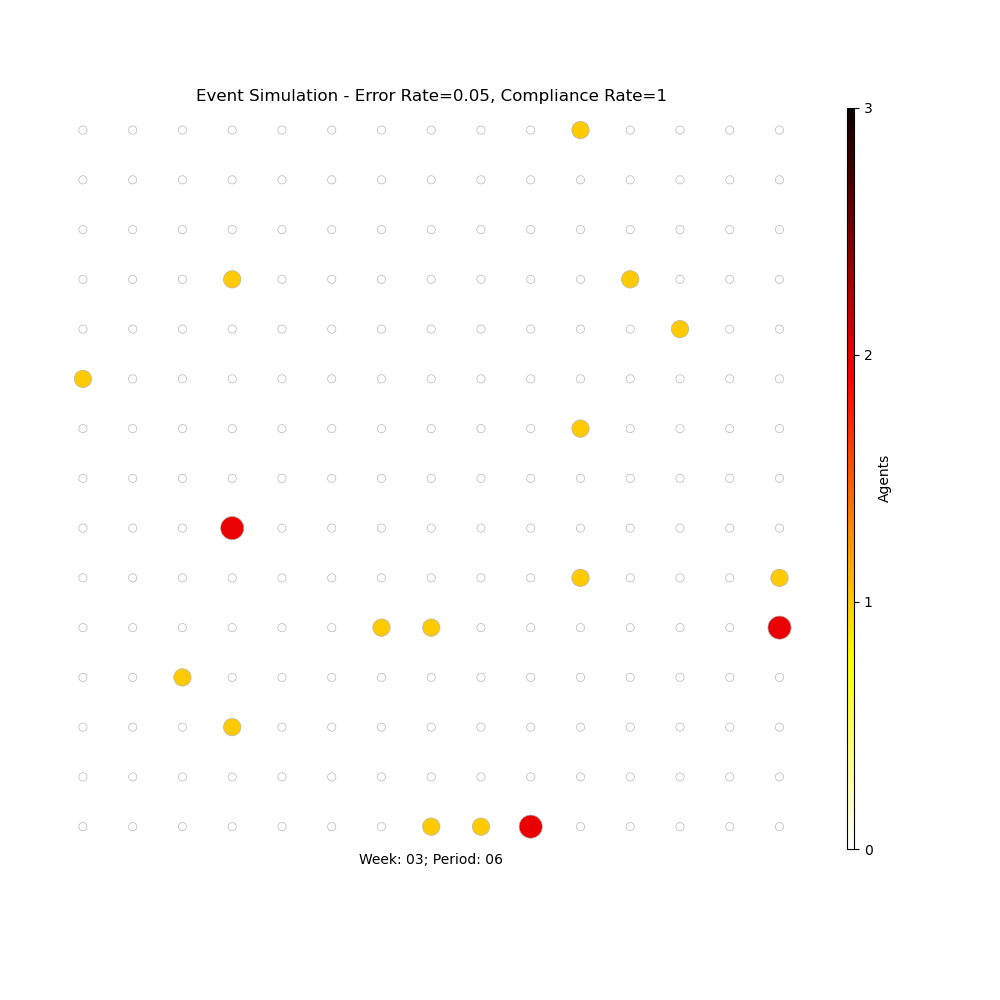 Event Simulation - Error Rate=0.05, Compliance Rate=1
3
2
Agents
1
0
Week: 03; Period: 06